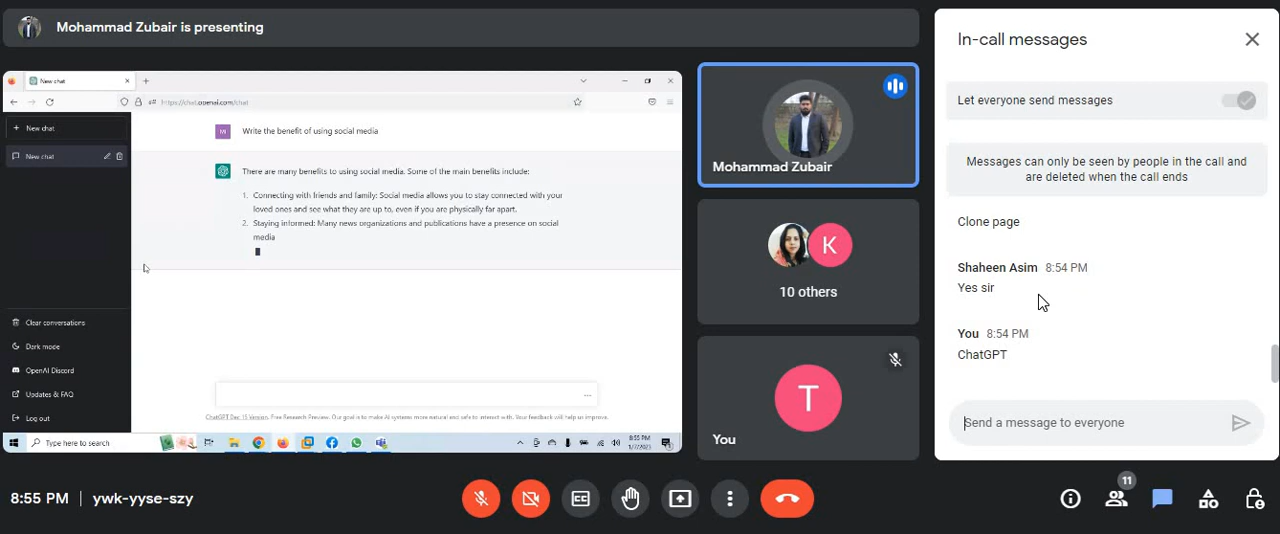 Mohammad Zubair is presenting
New chat
https://chat.openai.com/chat
New chat
New chat
M
Write the benefit of using social media
There are many benefits to using social media. Some of the main benefits include:
1. Connecting with friends and family: Social media allows you to stay connected with your
loved ones and see what they are up to, even if you are physically far apart.
2. Staying informed: Many news organizations and publications have a presence on social
media
Clear conversations
Dark mode
OpenAI Discord
Updates & FAQ
Log out
ChatGPT Dec 15 Version. Free Research Preview. Our goal is to make AI systems more natural and safe to interact with. Your feedback will help us improve.
Type here to search
8:55 PM
1/7/2023
Mohammad Zubair
K
10 others
T
You
In-call messages
Let everyone send messages
Messages can only be seen by people in the call and
are deleted when the call ends
Clone page
Shaheen Asim 8:54 PM
Yes sir
You 8:54 PM
ChatGPT
Send a message to everyone
8:55 PM | ywk-yyse-szy
CC
11